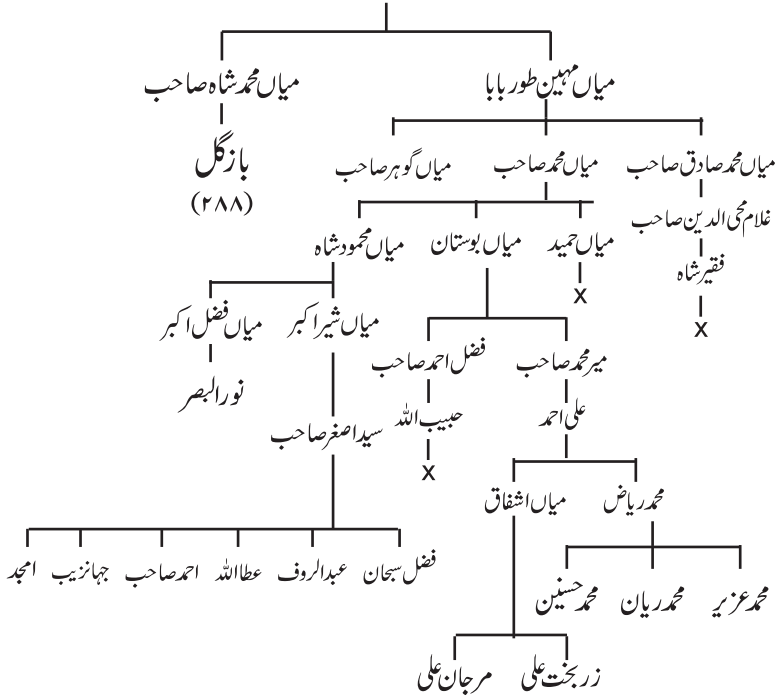 میاں مہین طور بابا
میاں محمد شاہ صاحب
باز گل
(۲۸۸)
میاں محمد صادق صاحب
میاں محمد صاحب
میاں گوہر صاحب
غلام محی الدین صاحب
فقیر شاہ
x
میاں حمید
میاں بوستان
میاں محمود شاہ
x
میاں شیر اکبر
میاں فضل اکبر
نور البصر
میر محمد صاحب
فضل احمد صاحب
علی احمد
حبیب اللہ
x
سید اصغر صاحب
محمد ریاض
میاں اشفاق
فضل سبحان
عبدالروف
عطا اللہ
احمد صاحب
جہانزیب
امجد
محمد عزیر
محمد ریان
محمد حسنین
زر بخت علی
مرجان علی